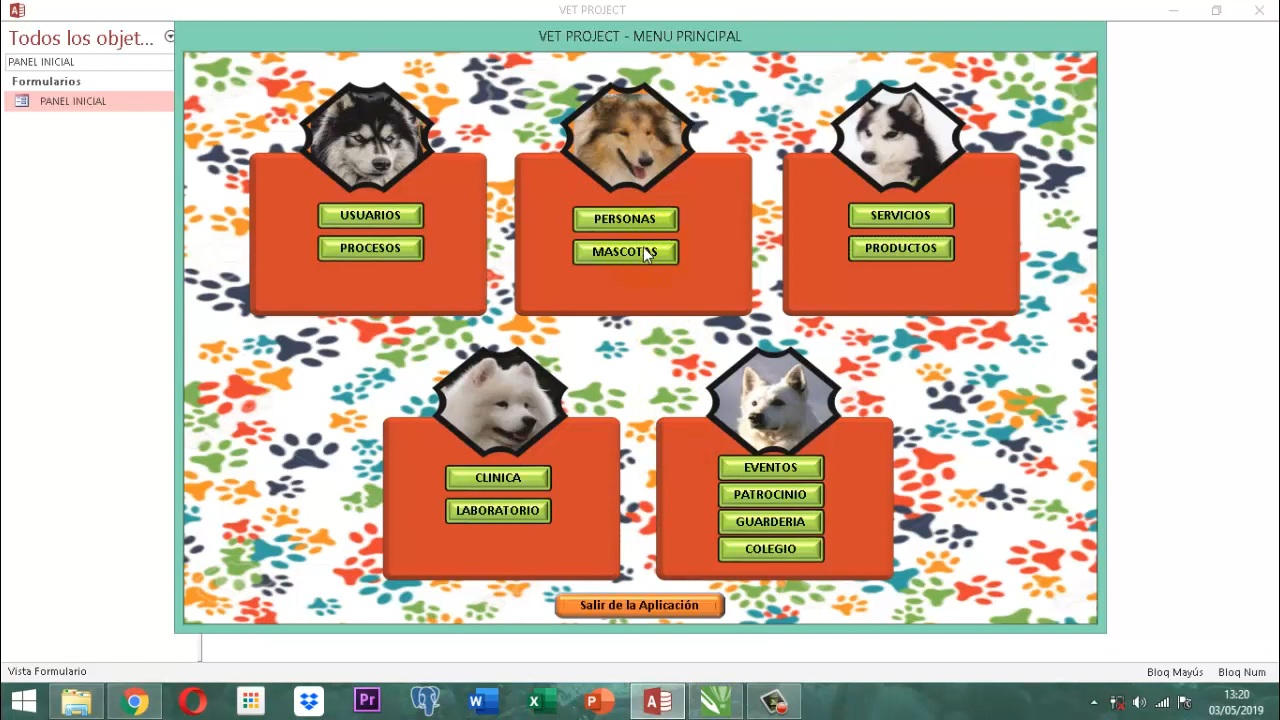 VET PROJECT
Todos los objet...
PANEL INICIAL
Formularios
PANEL INICIAL
VET PROJECT - MENU PRINCIPAL
USUARIOS
PROCESOS
PERSONAS
MASCOTAS
SERVICIOS
PRODUCTOS
CLINICA
LABORATORIO
EVENTOS
PATROCINIO
GUARDERIA
COLEGIO
Salir de la Aplicación
Vista Formulario
Bloq Mayús
Bloq Num
Pr
13:20
03/05/2019